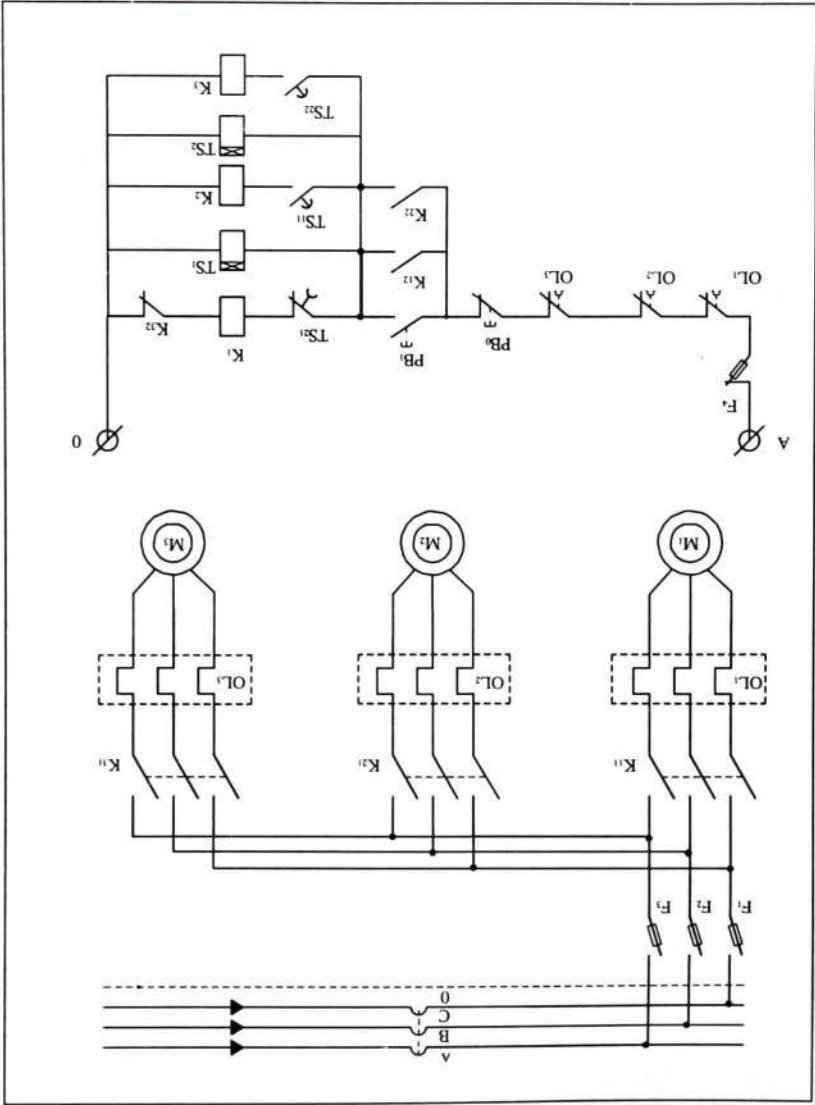 A
B
C
0
F₁ F₂ F₃
K₁₁ K₂₁ K₃₁
OL₁ OL₂ OL₃
M₁ M₂ M₃
A 0
F₄
OL₁ OL₂ OL₃ PB₀ PB₁ TS₂₁ K₁ K₃₂
K₁₂ TS₁
K₂₂ TS₁₁ K₂
TS₂
TS₂₂ K₃